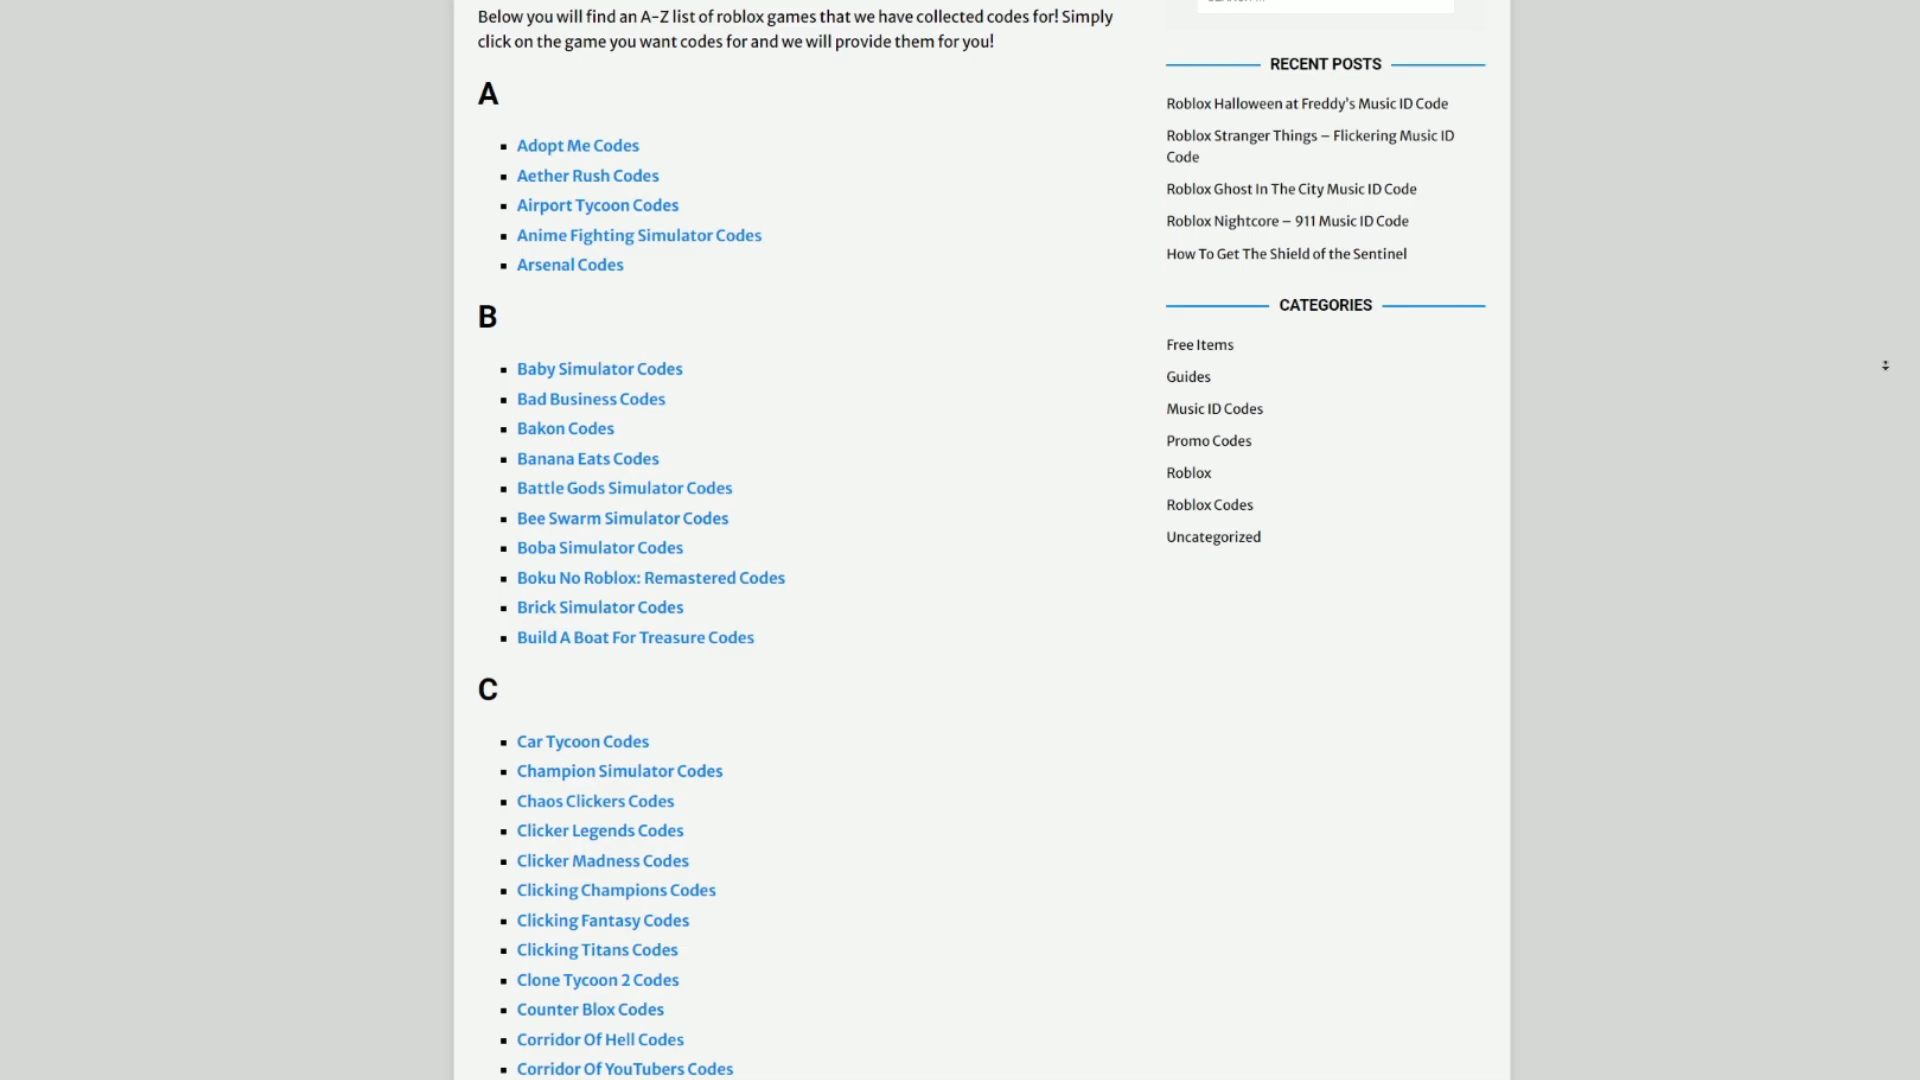 Below you will find an A-Z list of roblox games that we have collected codes for! Simply
click on the game you want codes for and we will provide them for you!
A
Adopt Me Codes
Aether Rush Codes
Airport Tycoon Codes
Anime Fighting Simulator Codes
Arsenal Codes
B
Baby Simulator Codes
Bad Business Codes
Bakon Codes
Banana Eats Codes
Battle Gods Simulator Codes
Bee Swarm Simulator Codes
Boba Simulator Codes
Boku No Roblox: Remastered Codes
Brick Simulator Codes
Build A Boat For Treasure Codes
C
Car Tycoon Codes
Champion Simulator Codes
Chaos Clickers Codes
Clicker Legends Codes
Clicker Madness Codes
Clicking Champions Codes
Clicking Fantasy Codes
Clicking Titans Codes
Clone Tycoon 2 Codes
Counter Blox Codes
Corridor Of Hell Codes
Corridor Of YouTubers Codes
RECENT POSTS
Roblox Halloween at Freddy's Music ID Code
Roblox Stranger Things – Flickering Music ID
Code
Roblox Ghost In The City Music ID Code
Roblox Nightcore – 911 Music ID Code
How To Get The Shield of the Sentinel
CATEGORIES
Free Items
Guides
Music ID Codes
Promo Codes
Roblox
Roblox Codes
Uncategorized